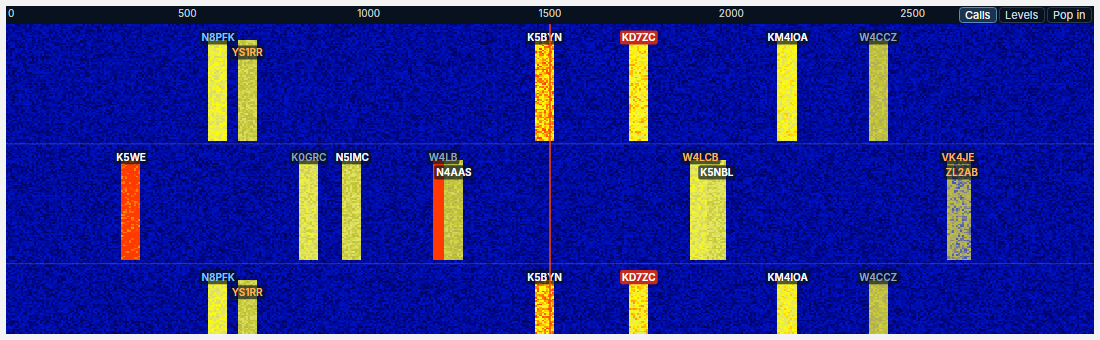 0 500 1000 1500 2000 2500 Calls Levels Pop in
N8PFK K5BYN KD7ZC KM4IOA W4CCZ
YS1RR
K5WE K0GRC N5IMC W4LB W4LCB VK4JE
N4AAS K5NBL ZL2AB
N8PFK K5BYN KD7ZC KM4IOA W4CCZ
YS1RR